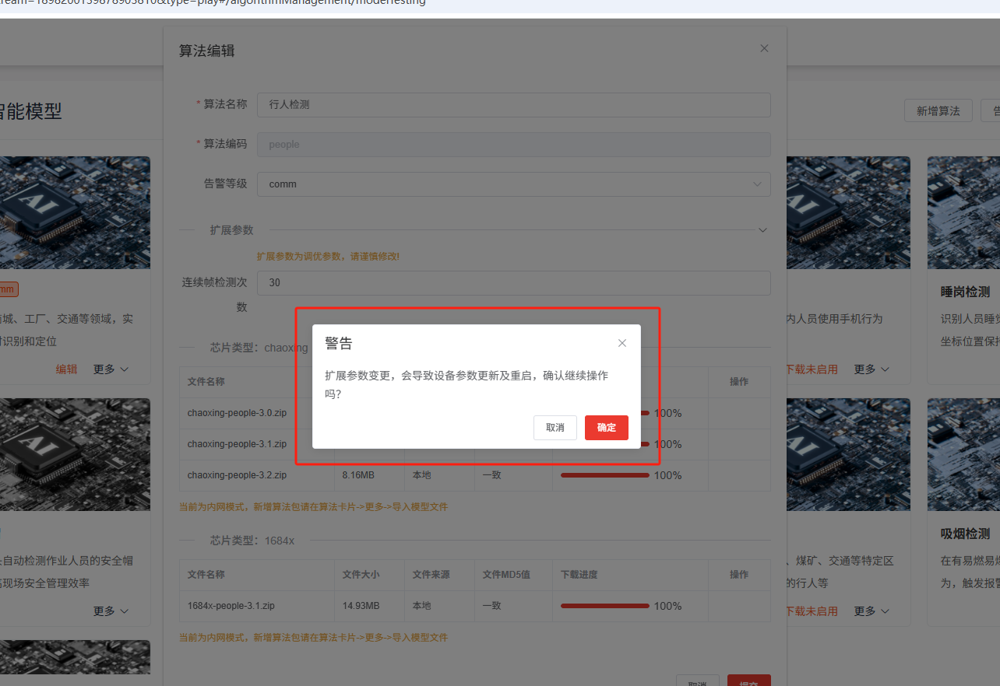 算法编辑
* 算法名称
行人检测
* 算法编码
people
告警等级
comm
扩展参数
扩展参数为调优参数，请谨慎修改!
连续帧检测次
数
30
芯片类型：chaoxing
文件名称
操作
chaoxing-people-3.0.zip
100%
chaoxing-people-3.1.zip
100%
chaoxing-people-3.2.zip
8.16MB
本地
一致
100%
当前为内网模式，新增算法包请在算法卡片->更多->导入模型文件
芯片类型：1684x
文件名称
文件大小
文件来源
文件MD5值
下载进度
操作
1684x-people-3.1.zip
14.93MB
本地
一致
100%
当前为内网模式，新增算法包请在算法卡片->更多->导入模型文件
取消
提交
警告
扩展参数变更，会导致设备参数更新及重启，确认继续操作
吗？
取消
确定
智能模型
新增算法
告
AI
mm
城、工厂、交通等领域，实
识别和定位
编辑
更多
AI
自动检测作业人员的安全帽
现场安全管理效率
更多
AI
内人员使用手机行为
下载未启用
更多
睡岗检测
识别人员睡觉
坐标位置保持
AI
、煤矿、交通等特定区
的行人等
下载未启用
更多
吸烟检测
在有易燃易爆
为，触发报警